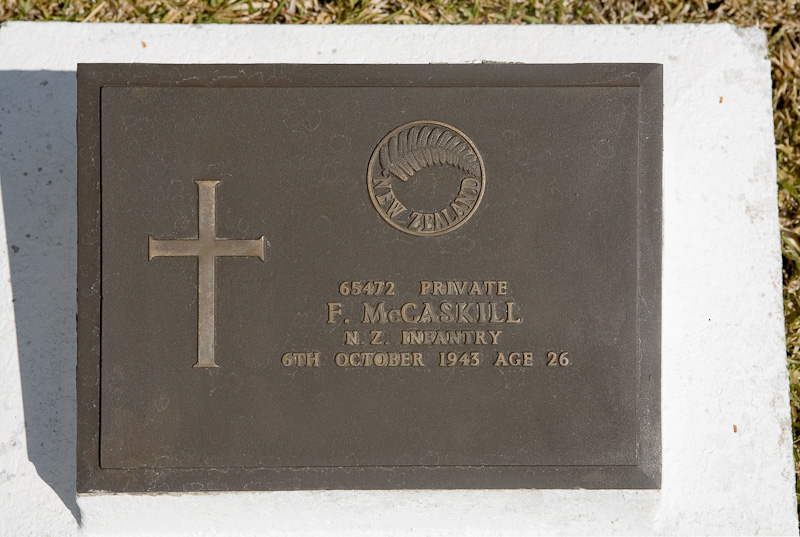 NEW ZEALAND
65472 PRIVATE
F. McCASKILL
N. Z. INFANTRY
6TH OCTOBER 1943 AGE 26